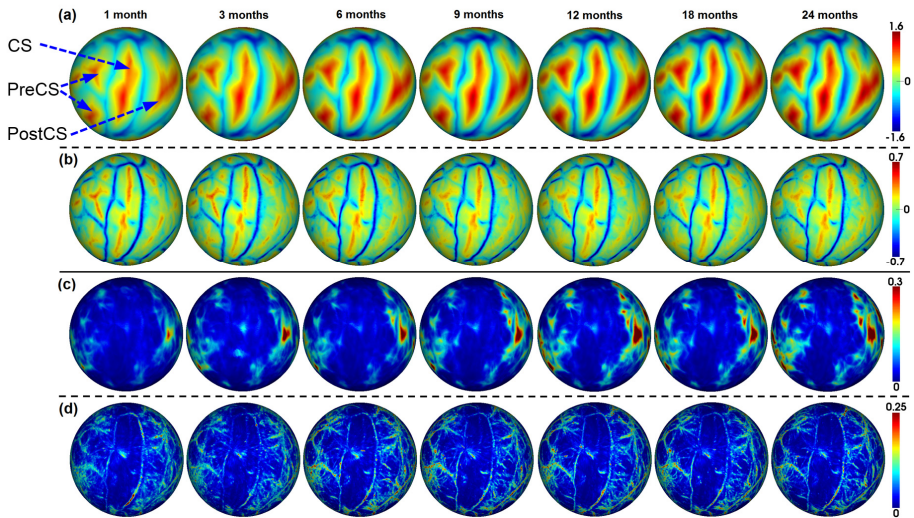 (a) 1 month 3 months 6 months 9 months 12 months 18 months 24 months 1.6
CS
PreCS 0
PostCS
-1.6
(b) 0.7
0
-0.7
(c) 0.3
0
(d) 0.25
0